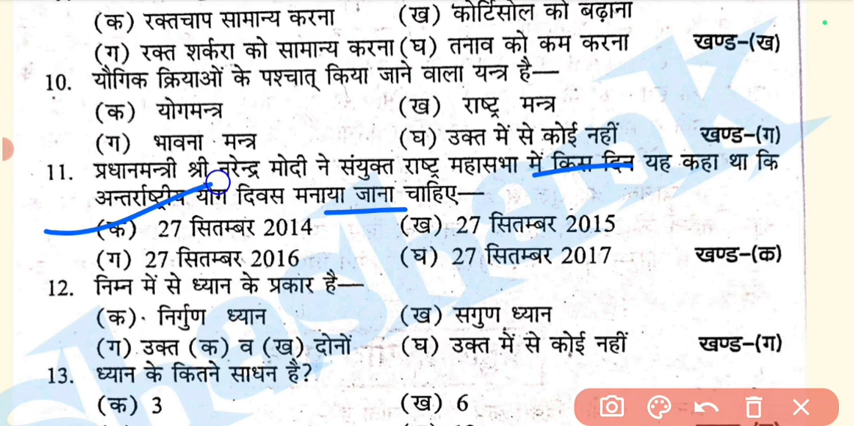 (क) रक्तचाप सामान्य करना (ख) कोर्टिसोल को बढ़ाना
(ग) रक्त शर्करा को सामान्य करना (घ) तनाव को कम करना खण्ड–(ख)
10. यौगिक क्रियाओं के पश्चात् किया जाने वाला यन्त्र है—
(क) योगमन्त्र (ख) राष्ट्र मन्त्र
(ग) भावना मन्त्र (घ) उक्त में से कोई नहीं खण्ड–(ग)
11. प्रधानमन्त्री श्री नरेन्द्र मोदी ने संयुक्त राष्ट्र महासभा में किस दिन यह कहा था कि
अन्तर्राष्ट्रीय योग दिवस मनाया जाना चाहिए—
(क) 27 सितम्बर 2014 (ख) 27 सितम्बर 2015
(ग) 27 सितम्बर 2016 (घ) 27 सितम्बर 2017 खण्ड–(क)
12. निम्न में से ध्यान के प्रकार है—
(क) निर्गुण ध्यान (ख) सगुण ध्यान
(ग) उक्त (क) व (ख) दोनों (घ) उक्त में से कोई नहीं खण्ड–(ग)
13. ध्यान के कितने साधन है?
(क) 3 (ख) 6